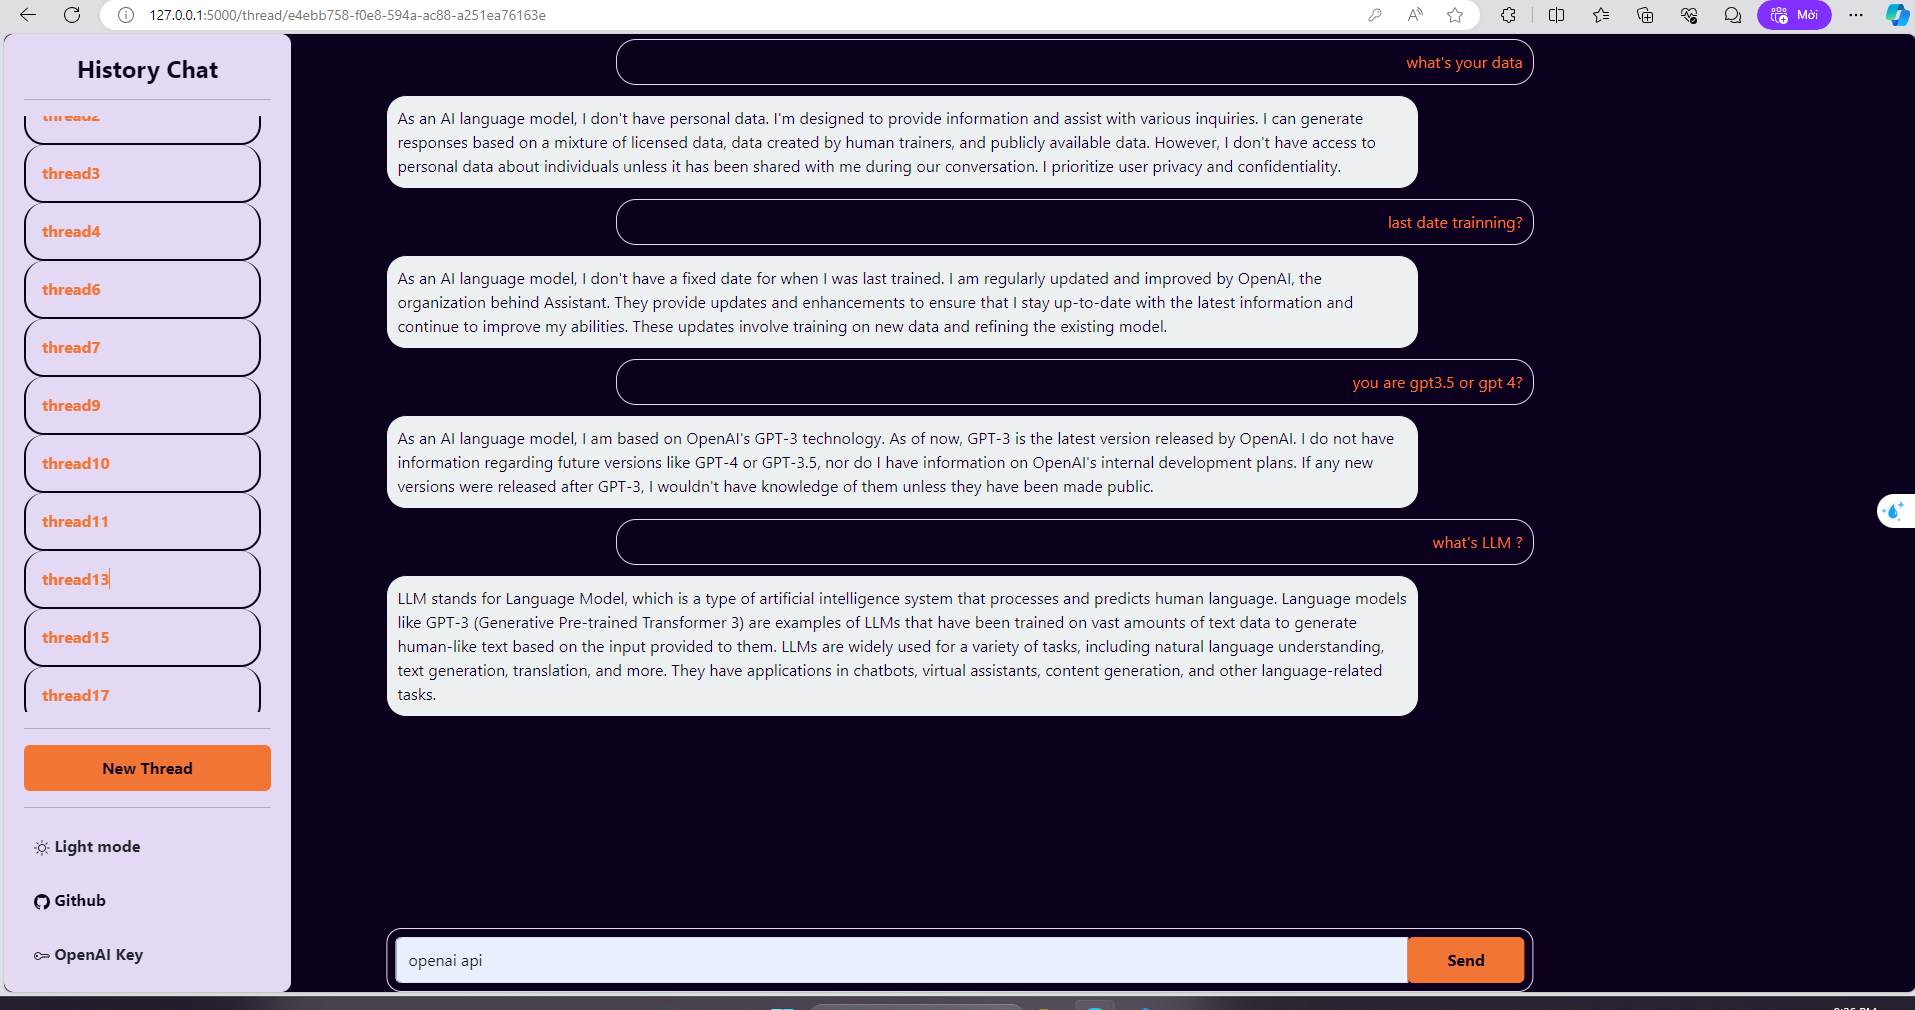 127.0.0.1:5000/thread/e4ebb758-f0e8-594a-ac88-a251ea76163e
Mời
History Chat
thread2
thread3
thread4
thread6
thread7
thread9
thread10
thread11
thread13
thread15
thread17
New Thread
Light mode
Github
OpenAI Key
what's your data
As an AI language model, I don't have personal data. I'm designed to provide information and assist with various inquiries. I can generate
responses based on a mixture of licensed data, data created by human trainers, and publicly available data. However, I don't have access to
personal data about individuals unless it has been shared with me during our conversation. I prioritize user privacy and confidentiality.
last date trainning?
As an AI language model, I don't have a fixed date for when I was last trained. I am regularly updated and improved by OpenAI, the
organization behind Assistant. They provide updates and enhancements to ensure that I stay up-to-date with the latest information and
continue to improve my abilities. These updates involve training on new data and refining the existing model.
you are gpt3.5 or gpt 4?
As an AI language model, I am based on OpenAI's GPT-3 technology. As of now, GPT-3 is the latest version released by OpenAI. I do not have
information regarding future versions like GPT-4 or GPT-3.5, nor do I have information on OpenAI's internal development plans. If any new
versions were released after GPT-3, I wouldn't have knowledge of them unless they have been made public.
what's LLM ?
LLM stands for Language Model, which is a type of artificial intelligence system that processes and predicts human language. Language models
like GPT-3 (Generative Pre-trained Transformer 3) are examples of LLMs that have been trained on vast amounts of text data to generate
human-like text based on the input provided to them. LLMs are widely used for a variety of tasks, including natural language understanding,
text generation, translation, and more. They have applications in chatbots, virtual assistants, content generation, and other language-related
tasks.
openai api
Send